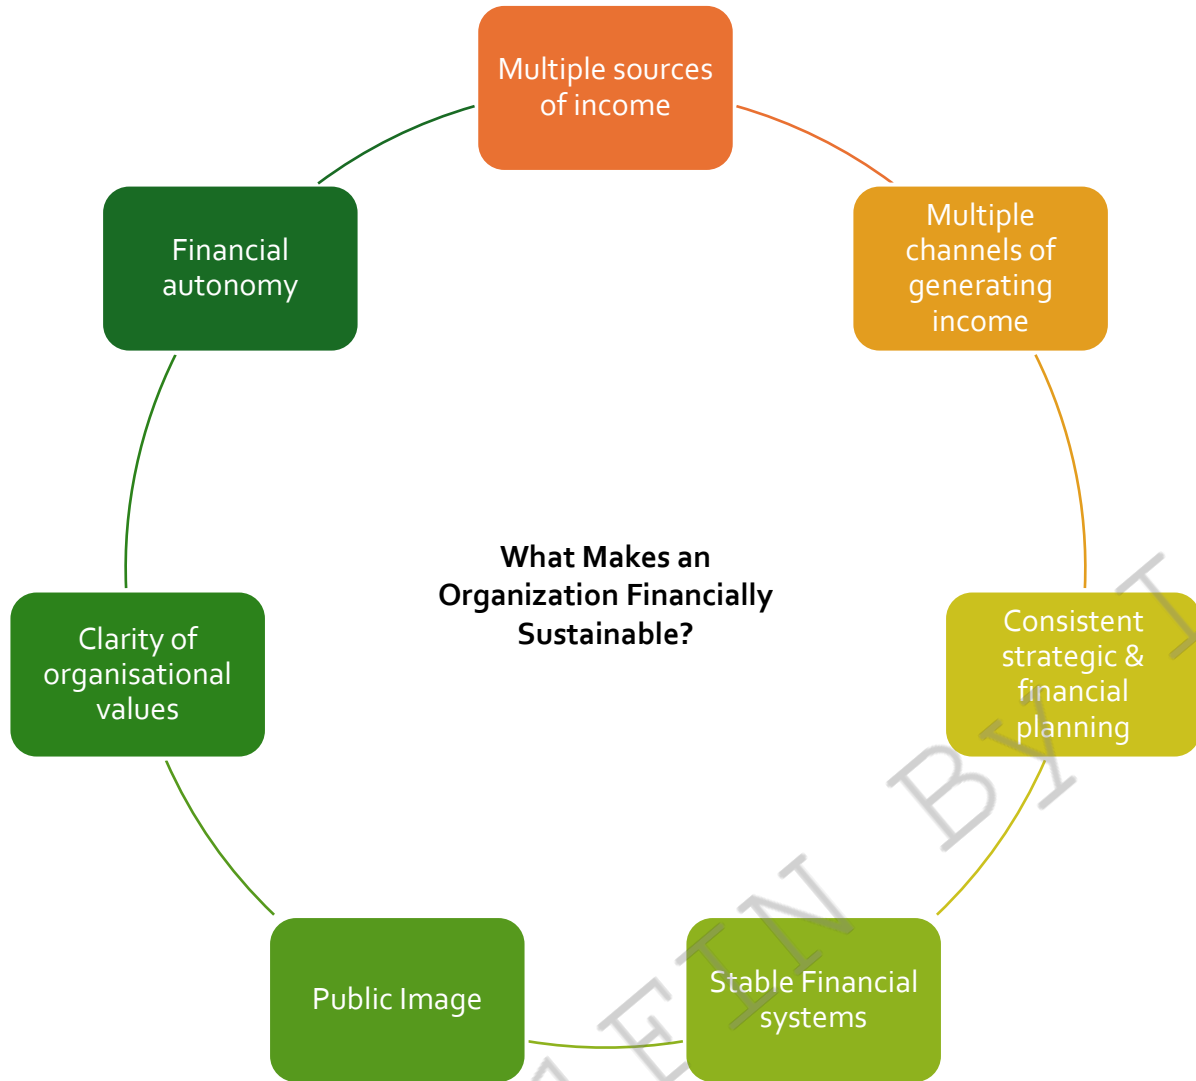 Multiple sources
of income
Multiple
channels of
generating
income
Consistent
strategic &
financial
planning
Stable Financial
systems
Public Image
Clarity of
organisational
values
Financial
autonomy
What Makes an
Organization Financially
Sustainable?
BY